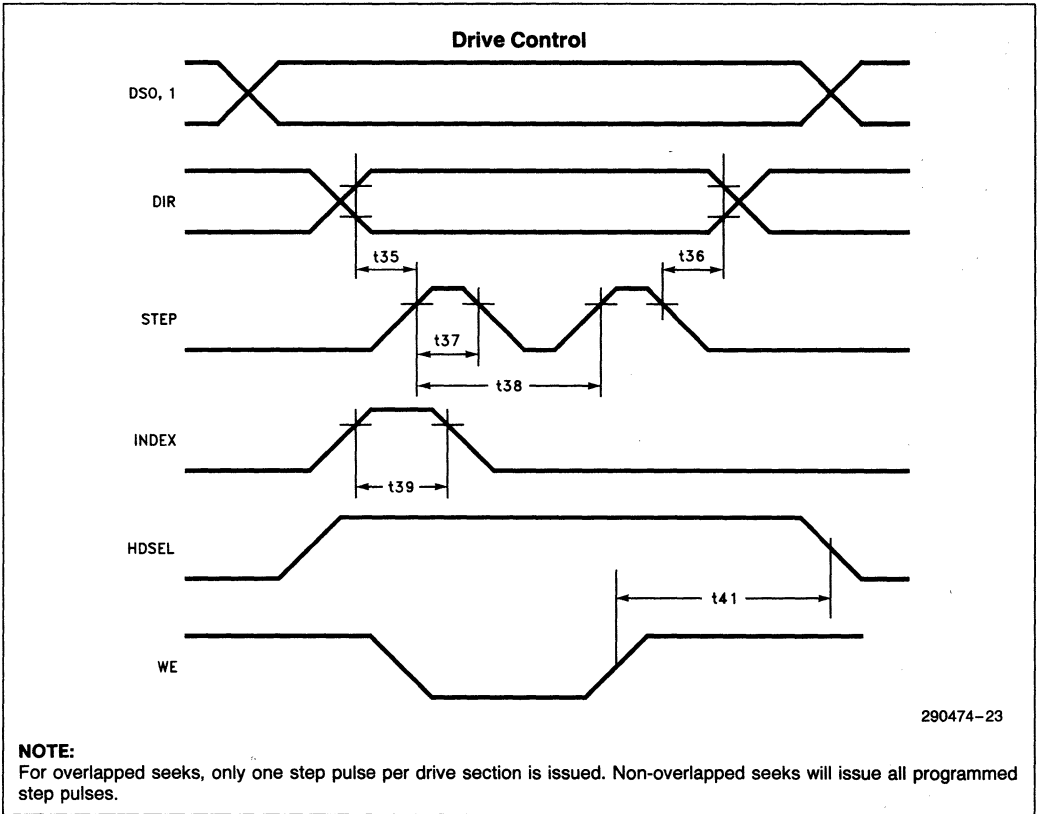 Drive Control
DS0, 1
DIR
t35
t36
STEP
t37
t38
INDEX
t39
HDSEL
t41
WE
290474-23
NOTE:
For overlapped seeks, only one step pulse per drive section is issued. Non-overlapped seeks will issue all programmed
step pulses.